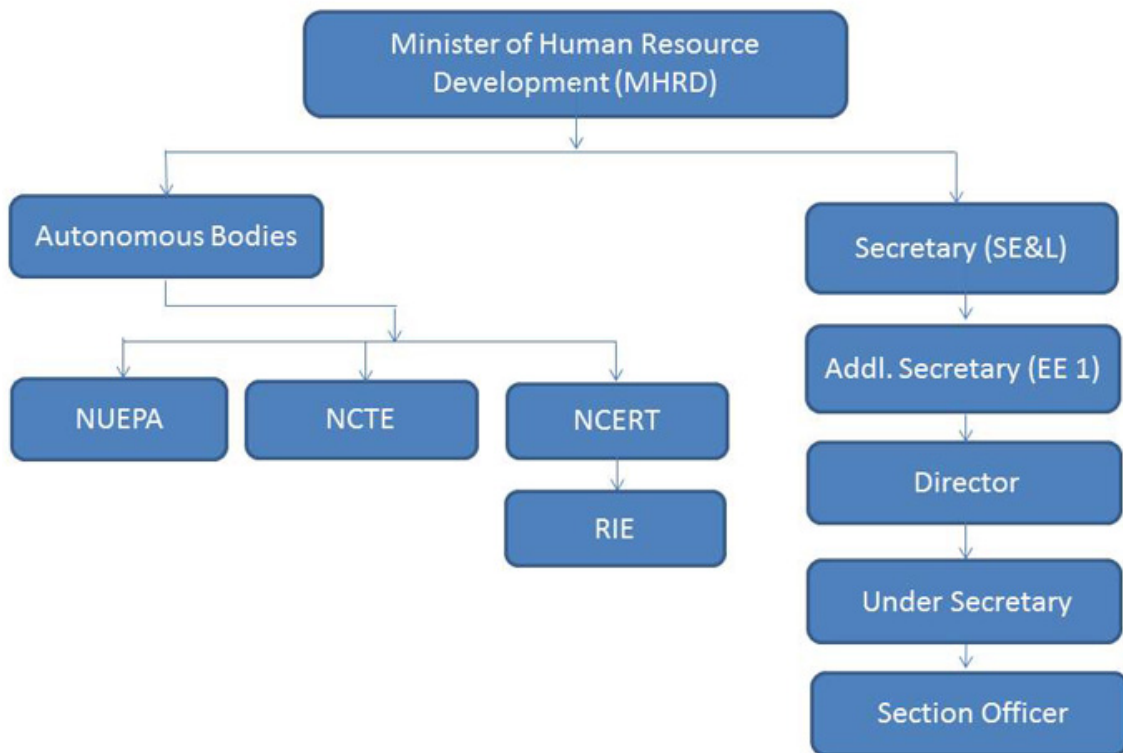 Minister of Human Resource
Development (MHRD)
Autonomous Bodies
Secretary (SE&L)
Addl. Secretary (EE 1)
NUEPA
NCTE
NCERT
Director
RIE
Under Secretary
Section Officer